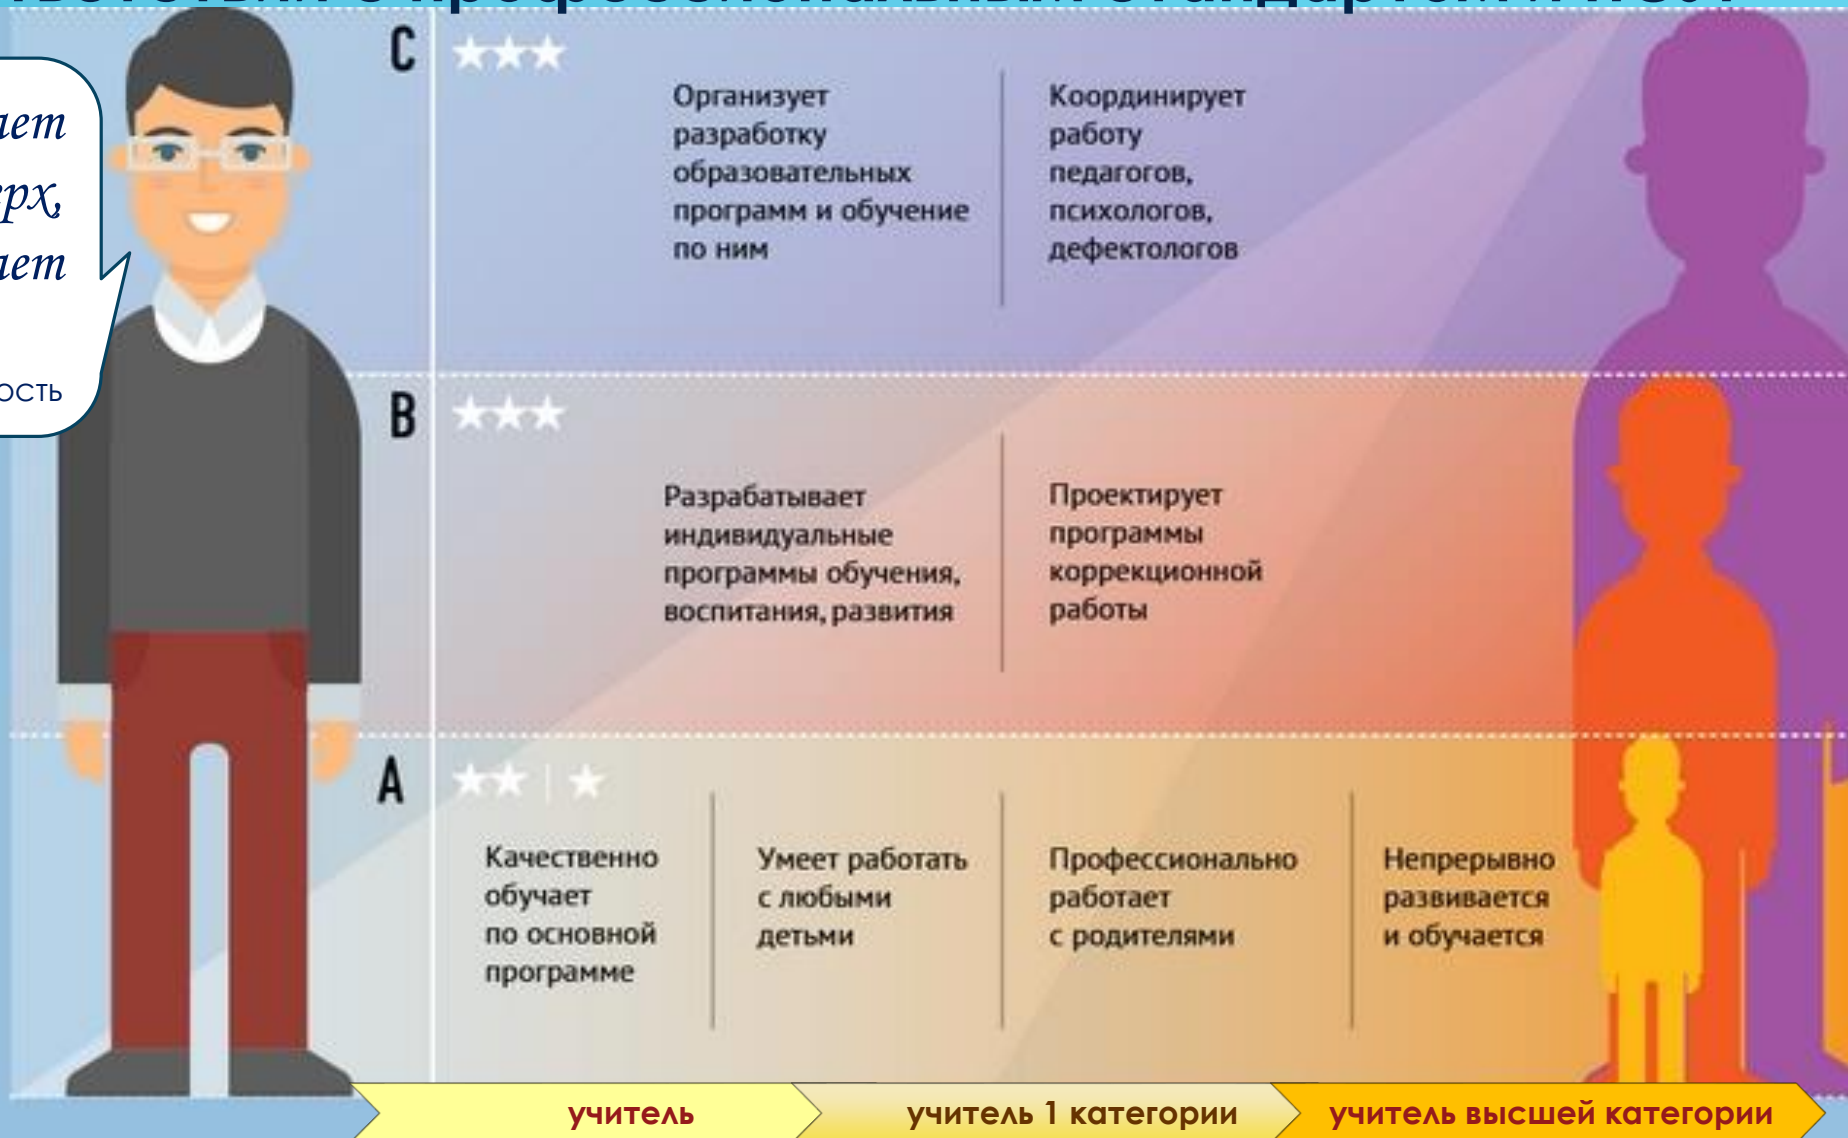 с профессиональным стандартом
С
Организует
разработку
образовательных
программ и обучение
по ним
Координирует
работу
педагогов,
психологов,
дефектологов
В
Разрабатывает
индивидуальные
программы обучения,
воспитания, развития
Проектирует
программы
коррекционной
работы
А
Качественно
обучает
по основной
программе
Умеет работать
с любыми
детьми
Профессионально
работает
с родителями
Непрерывно
развивается
и обучается
учитель
учитель 1 категории
учитель высшей категории